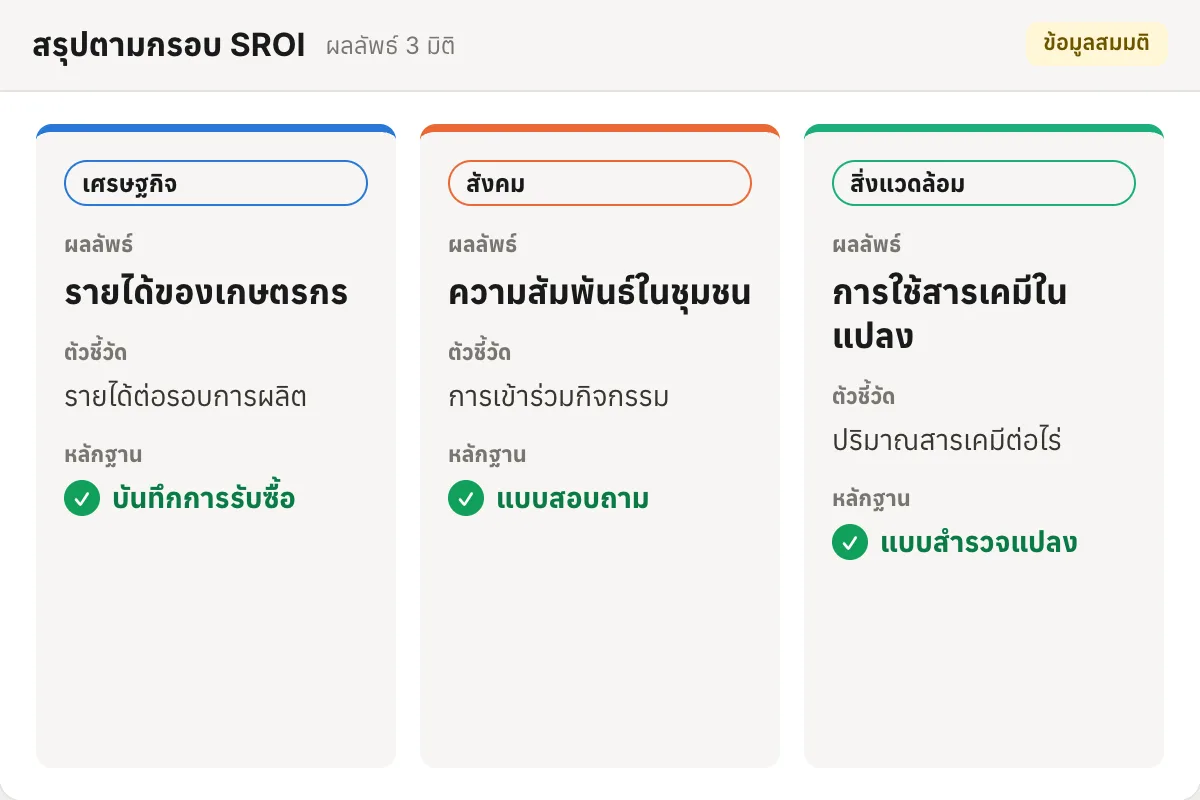 สรุปตามกรอบ SROI ผลลัพธ์ 3 มิติ
ข้อมูลสมมติ
เศรษฐกิจ
ผลลัพธ์
รายได้ของเกษตรกร
ตัวชี้วัด
รายได้ต่อรอบการผลิต
หลักฐาน
บันทึกการรับซื้อ
สังคม
ผลลัพธ์
ความสัมพันธ์ในชุมชน
ตัวชี้วัด
การเข้าร่วมกิจกรรม
หลักฐาน
แบบสอบถาม
สิ่งแวดล้อม
ผลลัพธ์
การใช้สารเคมีใน
แปลง
ตัวชี้วัด
ปริมาณสารเคมีต่อไร่
หลักฐาน
แบบสำรวจแปลง